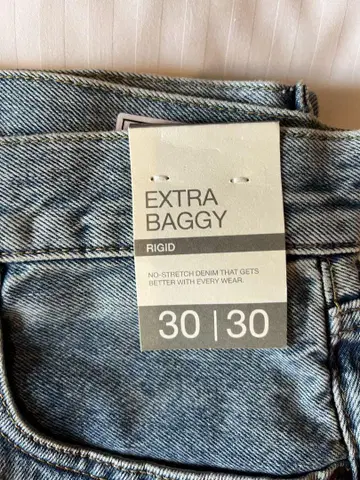 EXTRA
BAGGY
RIGID
NO-STRETCH DENIM THAT GETS
BETTER WITH EVERY WEAR.
30 | 30